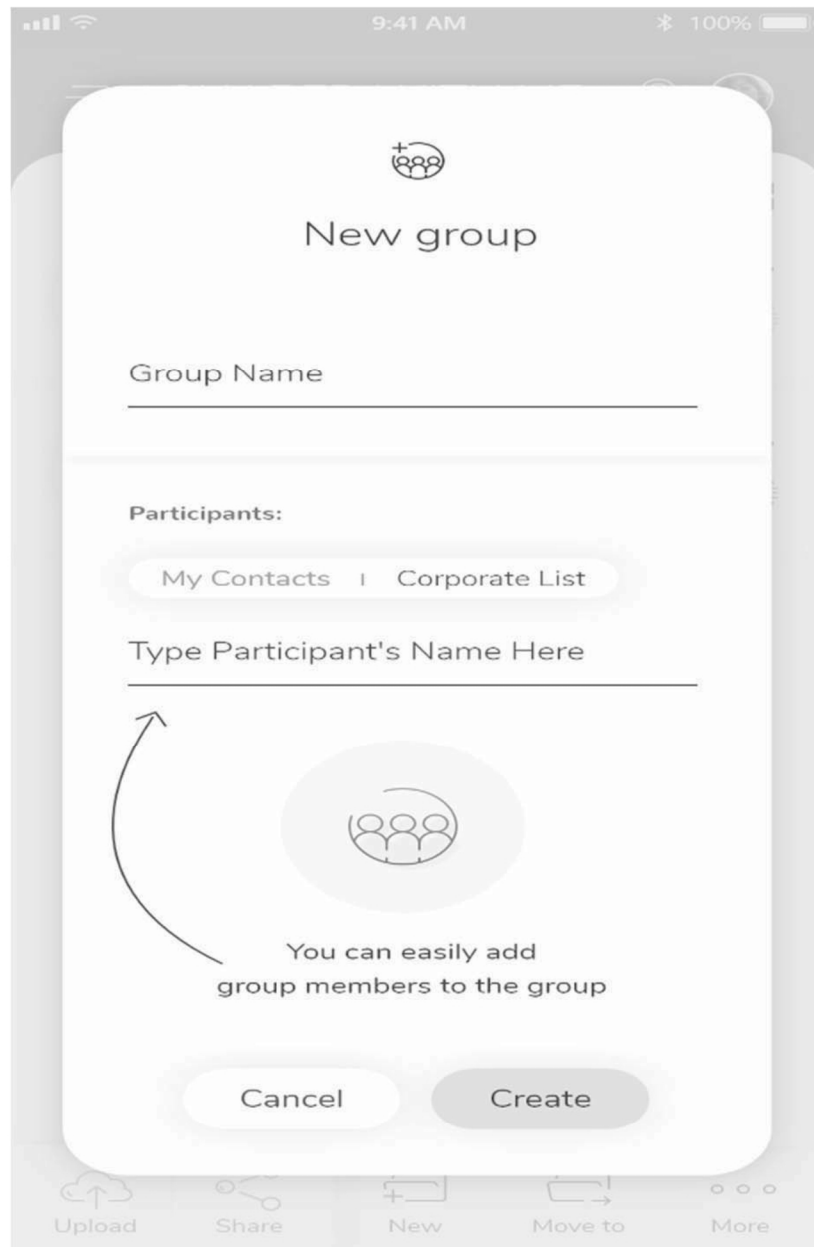 9:41 AM
100%
New group
Group Name
Participants:
My Contacts | Corporate List
Type Participant's Name Here
You can easily add
group members to the group
Cancel Create
Upload Share New Move to More